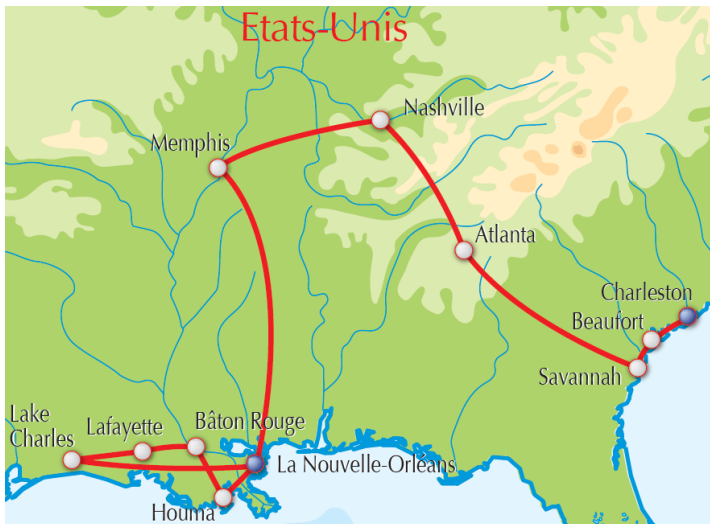 Etats-Unis
Nashville
Memphis
Atlanta
Charleston
Beaufort
Savannah
Lake
Charles
Lafayette
Bâton Rouge
La Nouvelle-Orléans
Houma